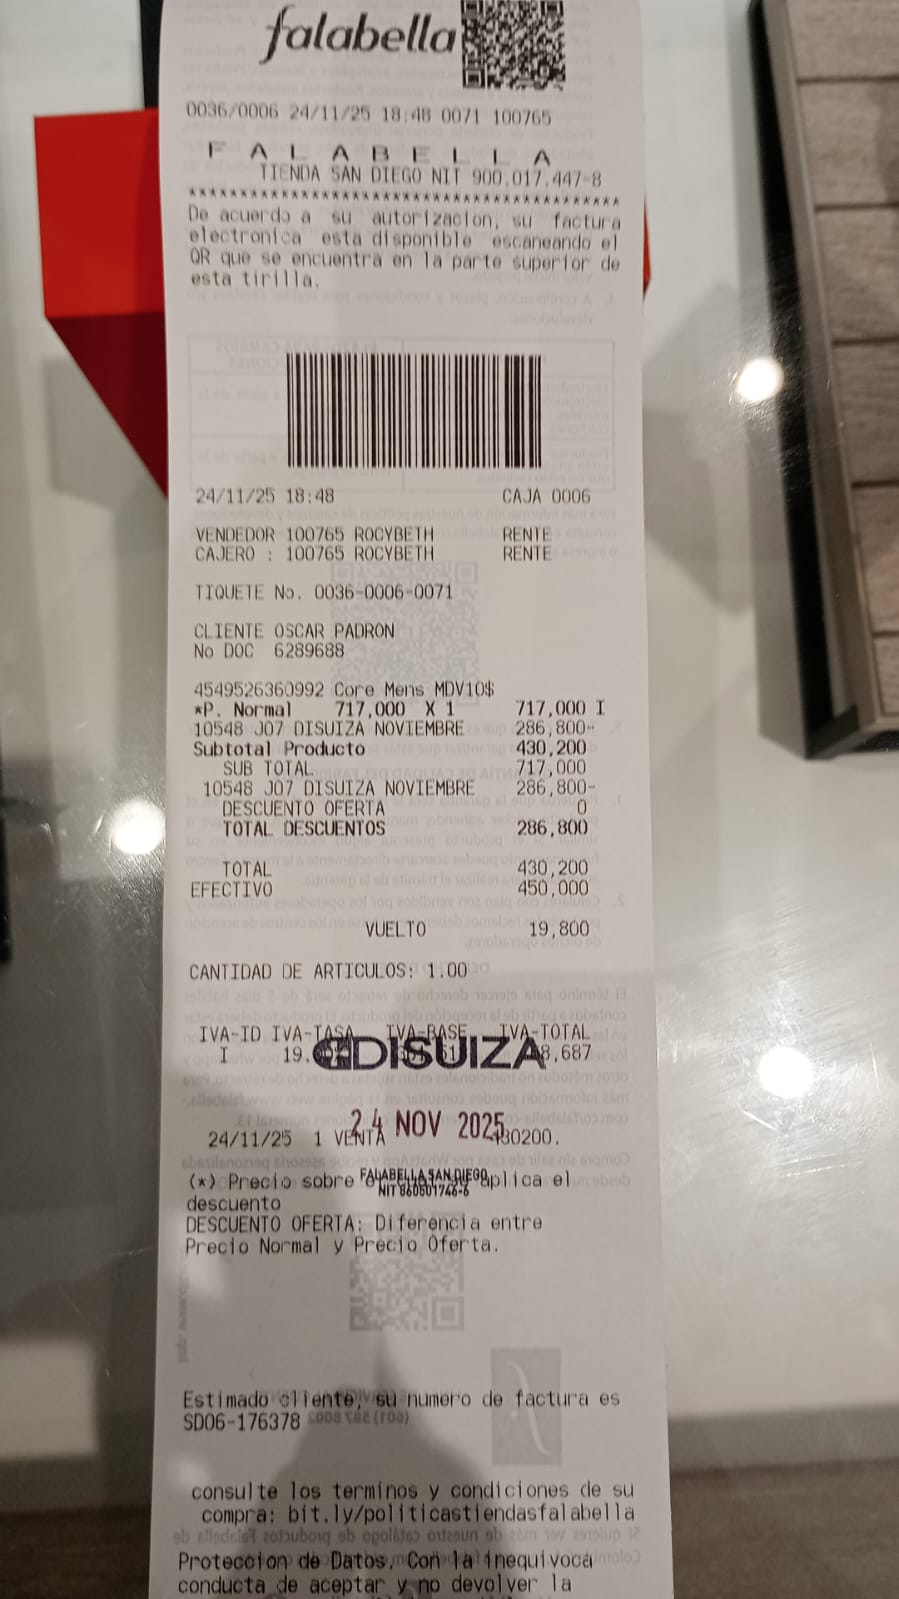 falabella
0036/0006 24/11/25 18:48 0071 100765
F A L A B E L L A
TIENDA SAN DIEGO NIT 900.017.447-8
**************************************************
De acuerdo a su autorizacion, su factura
electronica esta disponible escaneando el
QR que se encuentra en la parte superior de
esta tirilla.
24/11/25 18:48 CAJA 0006
VENDEDOR 100765 ROCYBETH RENTE
CAJERO : 100765 ROCYBETH RENTE
TIQUETE No. 0036-0006-0071
CLIENTE OSCAR PADRON
No DOC 6289688
4549526360992 Core Mens MDV10$
*P. Normal 717,000 X 1 717,000 I
10548 J07 DISUIZA NOVIEMBRE 286,800-
Subtotal Producto 430,200
SUB TOTAL 717,000
10548 J07 DISUIZA NOVIEMBRE 286,800-
DESCUENTO OFERTA 0
TOTAL DESCUENTOS 286,800
TOTAL 430,200
EFECTIVO 450,000
VUELTO 19,800
CANTIDAD DE ARTICULOS: 1.00
IVA-ID IVA-TASA IVA-BASE IVA-TOTAL
I 19. 8,687
DISUIZA
24 NOV 2025
24/11/25 1 VENTA 430200.
FALABELLA SAN DIEGO
NIT 860501746-6
(*) Precio sobre aplica el
descuento
DESCUENTO OFERTA: Diferencia entre
Precio Normal y Precio Oferta.
Estimado cliente, su numero de factura es
SD06-176378
consulte los terminos y condiciones de su
compra: bit.ly/politicastiendasfalabella
Proteccion de Datos. Con la inequivoca
conducta de aceptar y no devolver la